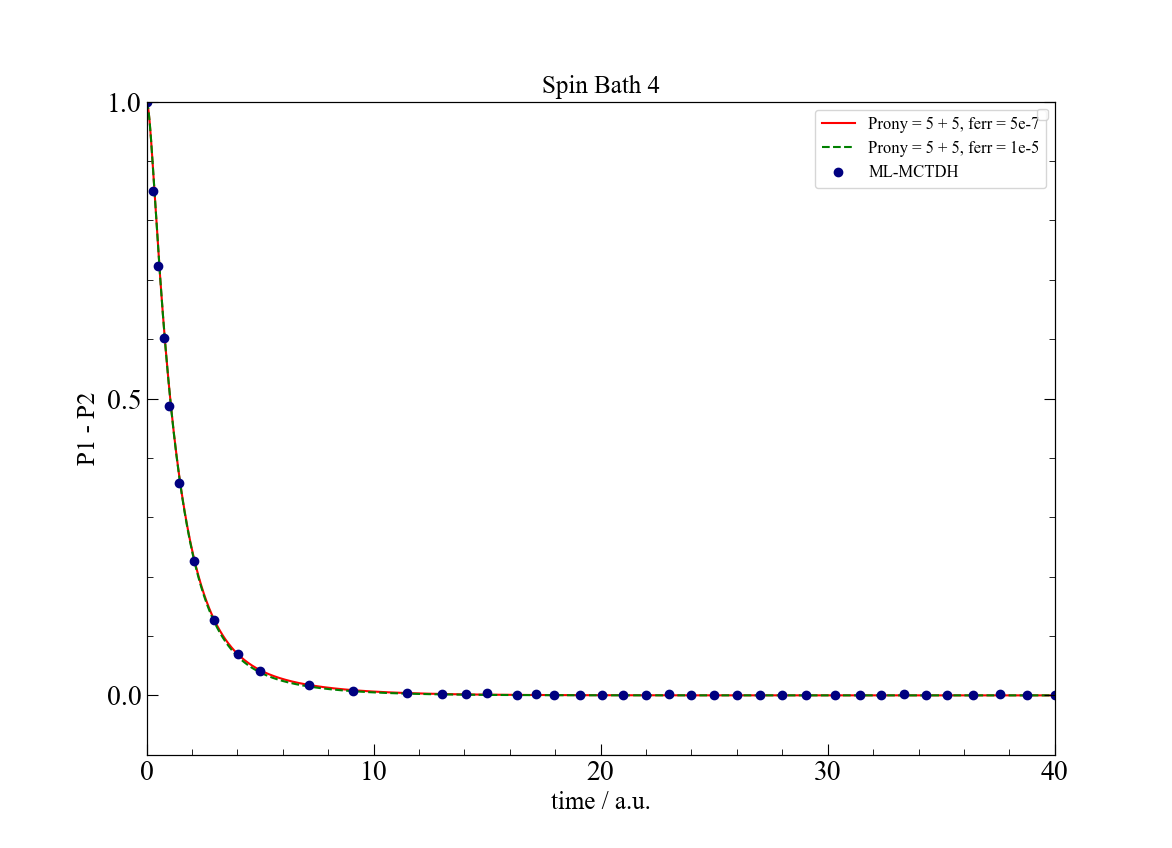 Spin Bath 4
1.0
0.5
0.0
P1 - P2
Prony = 5 + 5, ferr = 5e-7
Prony = 5 + 5, ferr = 1e-5
ML-MCTDH
0 10 20 30 40
time / a.u.